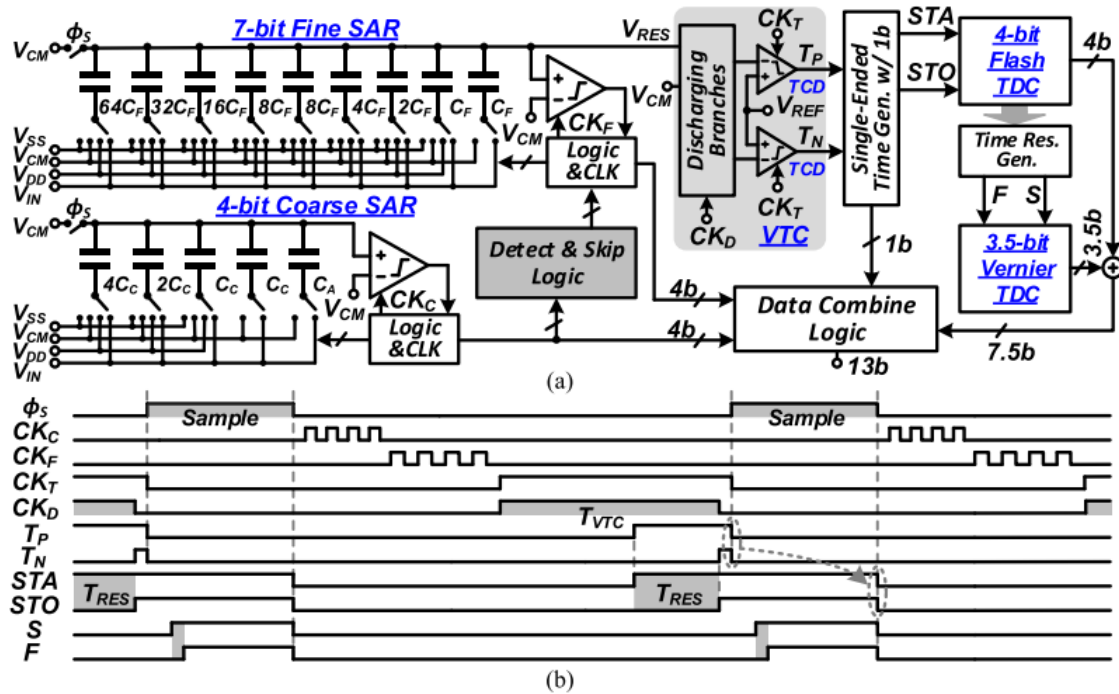 7-bit Fine SAR
V_CM ϕ_S
64C_F 32C_F 16C_F 8C_F 8C_F 4C_F 2C_F C_F C_F
V_SS
V_CM
V_DD
V_IN
V_CM
CK_F
Logic &CLK
V_RES
V_CM
Discharging Branches
CK_D
CK_T
T_P
TCD
V_REF
T_N
TCD
CK_T
VTC
Single-Ended Time Gen. w/ 1b
STA
STO
4-bit Flash TDC
4b
Time Res. Gen.
F S
3.5-bit Vernier TDC
3.5b
7.5b
1b
4-bit Coarse SAR
V_CM ϕ_S
4C_C 2C_C C_C C_C C_A
V_SS
V_CM
V_DD
V_IN
V_CM
CK_C
Logic &CLK
Detect & Skip Logic
4b
4b
Data Combine Logic
13b
(a)
ϕ_S Sample Sample
CK_C
CK_F
CK_T
CK_D
T_P T_VTC
T_N
STA
STO T_RES T_RES
S
F
(b)